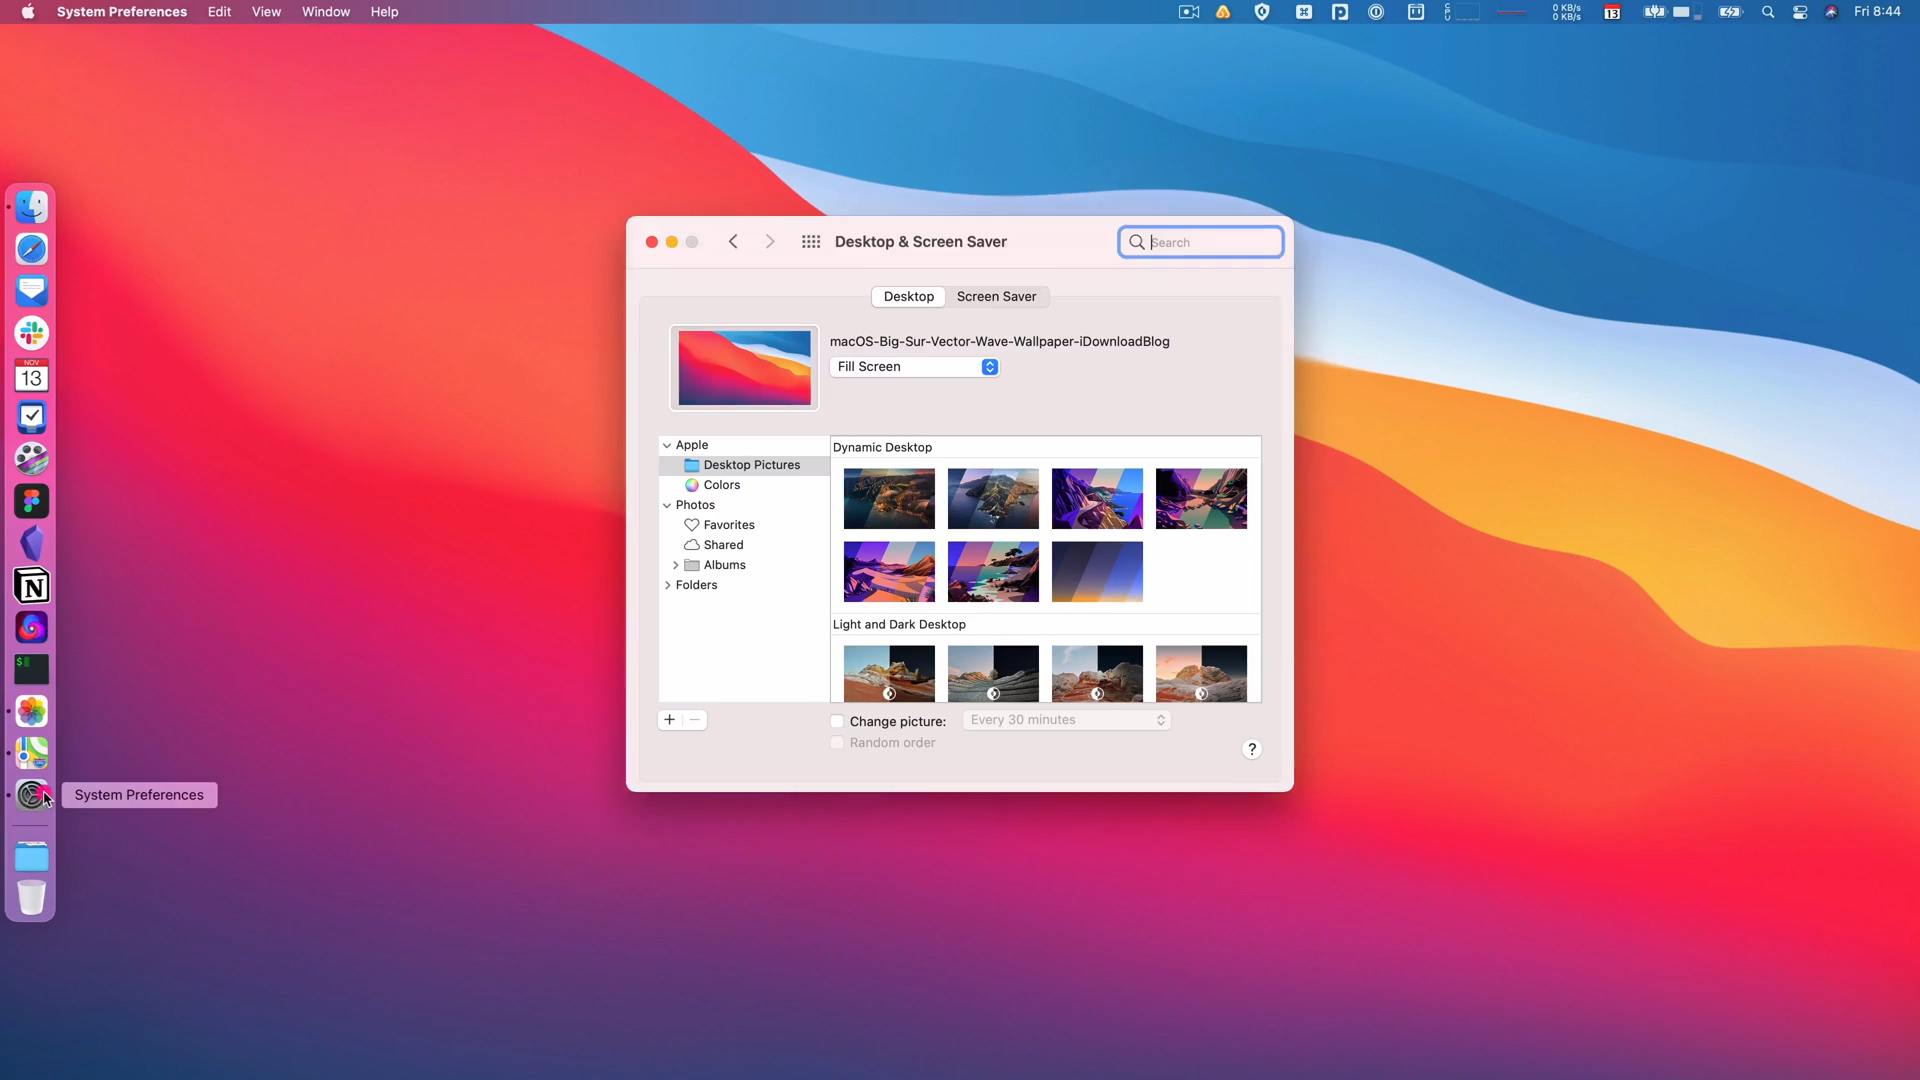 System Preferences Edit View Window Help
0 KB/s
0 KB/s
13
Fri 8:44
Desktop & Screen Saver
Search
Desktop
Screen Saver
macOS-Big-Sur-Vector-Wave-Wallpaper-iDownloadBlog
Fill Screen
Apple
Desktop Pictures
Colors
Photos
Favorites
Shared
Albums
Folders
Dynamic Desktop
Light and Dark Desktop
Change picture:
Every 30 minutes
Random order
?
NOV
13
N
$
System Preferences